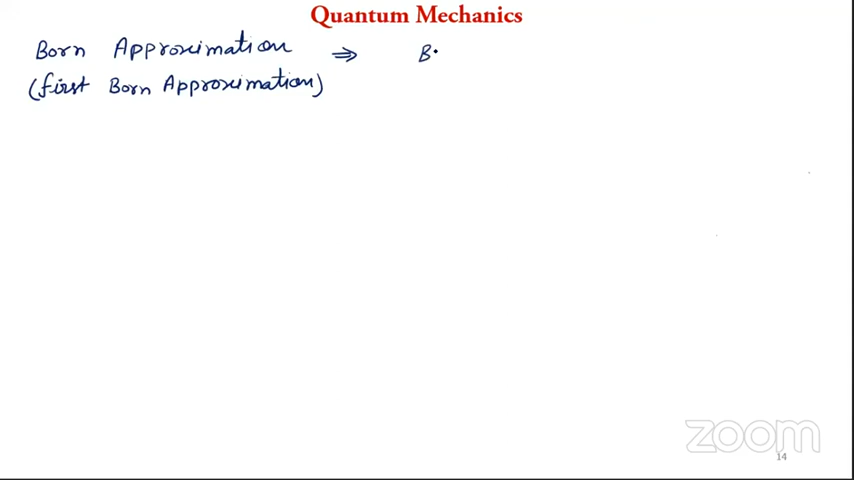 Quantum Mechanics
Born Approximation ⇒ B
(first Born Approximation)
zoom
14